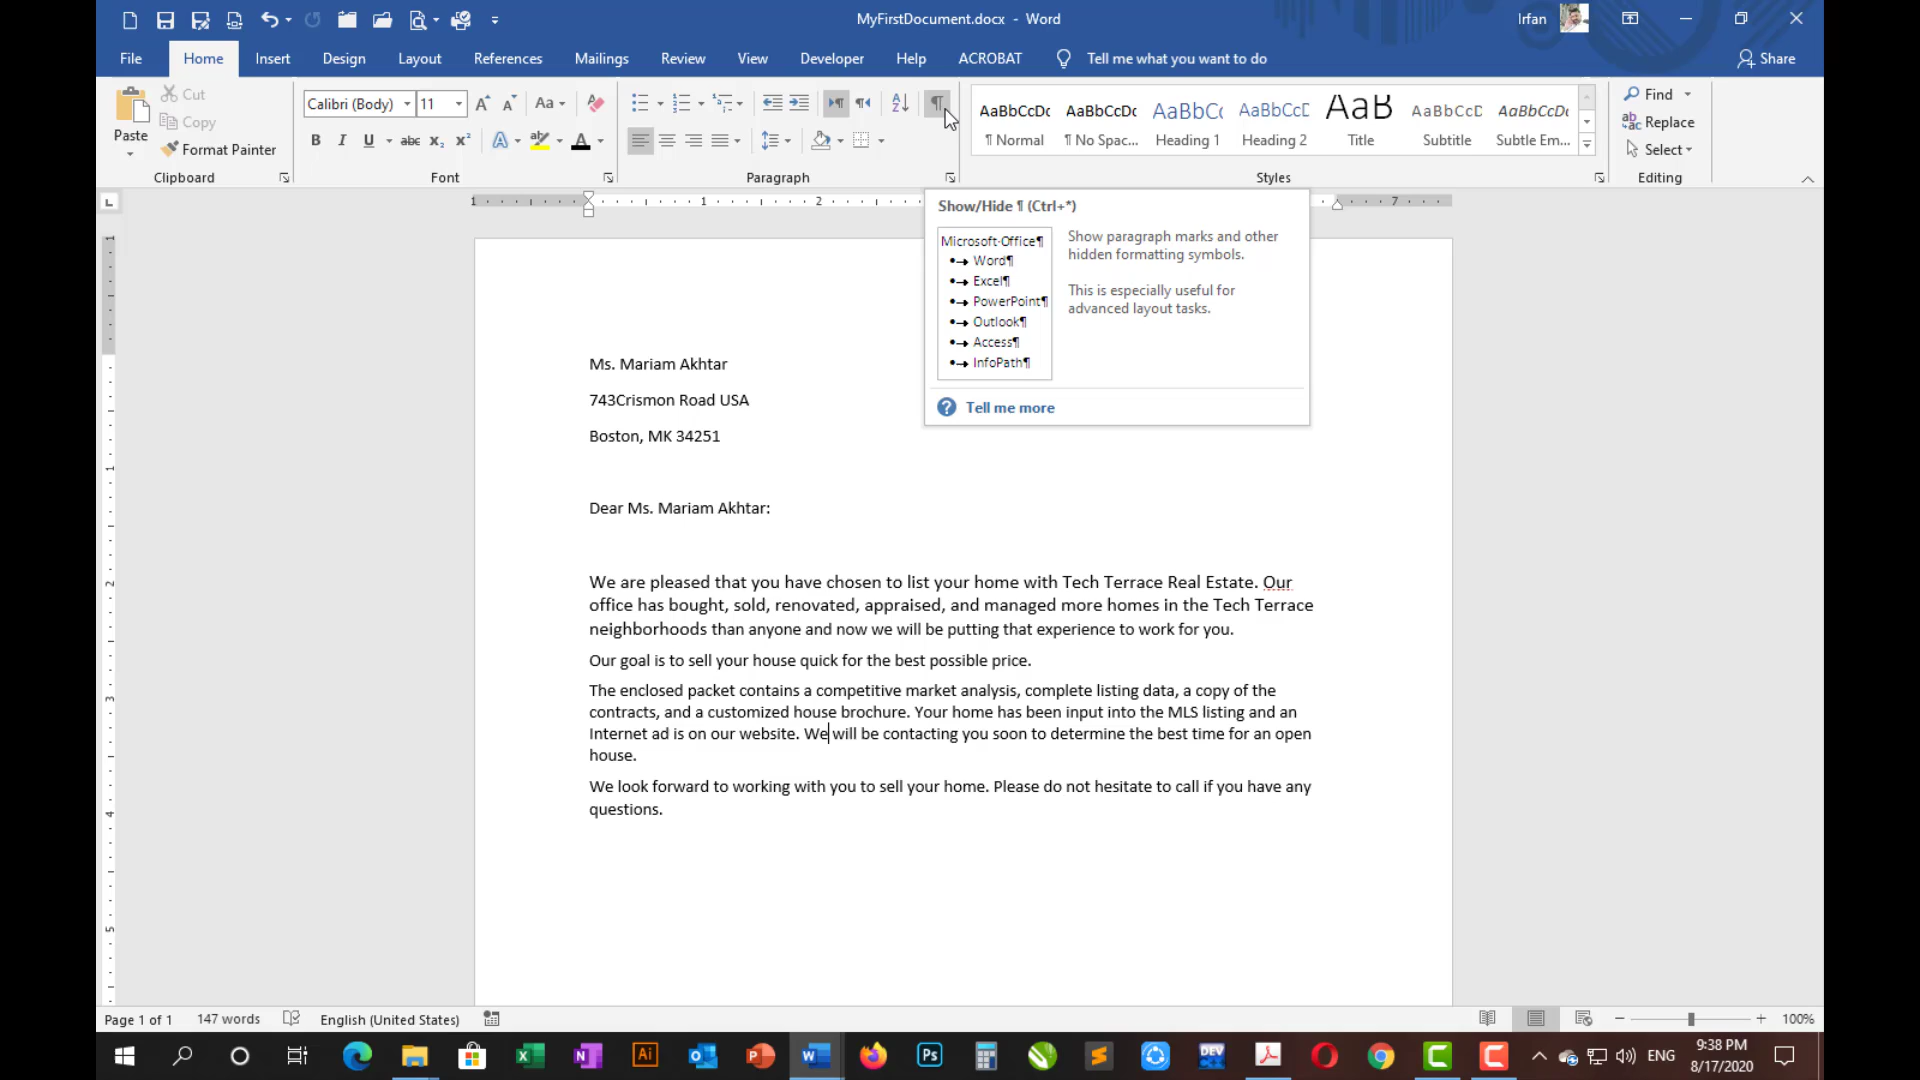 MyFirstDocument.docx - Word
Irfan
File Home Insert Design Layout References Mailings Review View Developer Help ACROBAT Tell me what you want to do Share
Paste
Cut
Copy
Format Painter
Clipboard
Calibri (Body) 11 Aa
B I U abc x₂ x² A A
Font
Paragraph
AaBbCcDc AaBbCcDc AaBbCc AaBbCcD AaB AaBbCcD AaBbCcDc
¶ Normal ¶ No Spac... Heading 1 Heading 2 Title Subtitle Subtle Em...
Styles
Find
Replace
Select
Editing
1 1 2 7
Show/Hide ¶ (Ctrl+*)
Microsoft·Office¶
•→ Word¶
•→ Excel¶
•→ PowerPoint¶
•→ Outlook¶
•→ Access¶
•→ InfoPath¶
Show paragraph marks and other
hidden formatting symbols.
This is especially useful for
advanced layout tasks.
Tell me more
Ms. Mariam Akhtar
743Crismon Road USA
Boston, MK 34251
Dear Ms. Mariam Akhtar:
We are pleased that you have chosen to list your home with Tech Terrace Real Estate. Our
office has bought, sold, renovated, appraised, and managed more homes in the Tech Terrace
neighborhoods than anyone and now we will be putting that experience to work for you.
Our goal is to sell your house quick for the best possible price.
The enclosed packet contains a competitive market analysis, complete listing data, a copy of the
contracts, and a customized house brochure. Your home has been input into the MLS listing and an
Internet ad is on our website. We will be contacting you soon to determine the best time for an open
house.
We look forward to working with you to sell your home. Please do not hesitate to call if you have any
questions.
Page 1 of 1 147 words English (United States) 100%
ENG
9:38 PM
8/17/2020